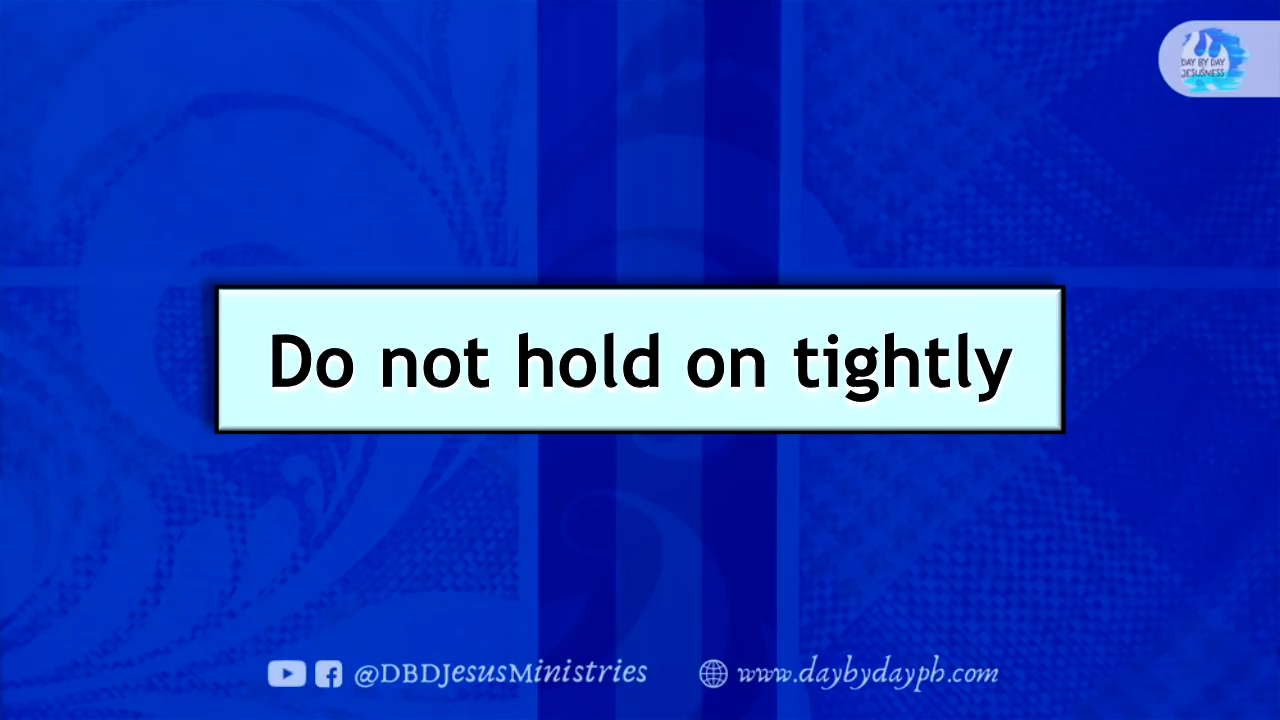 DAY BY DAY
JESUSNESS
Do not hold on tightly
@DBDJesusMinistries
www.daybydayph.com